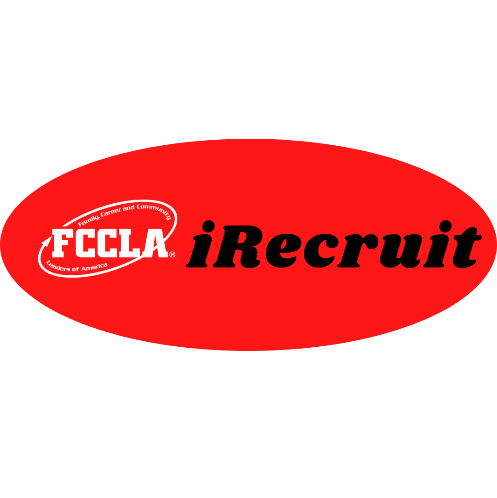 Family, Career and Community
FCCLA®
Leaders of America
iRecruit